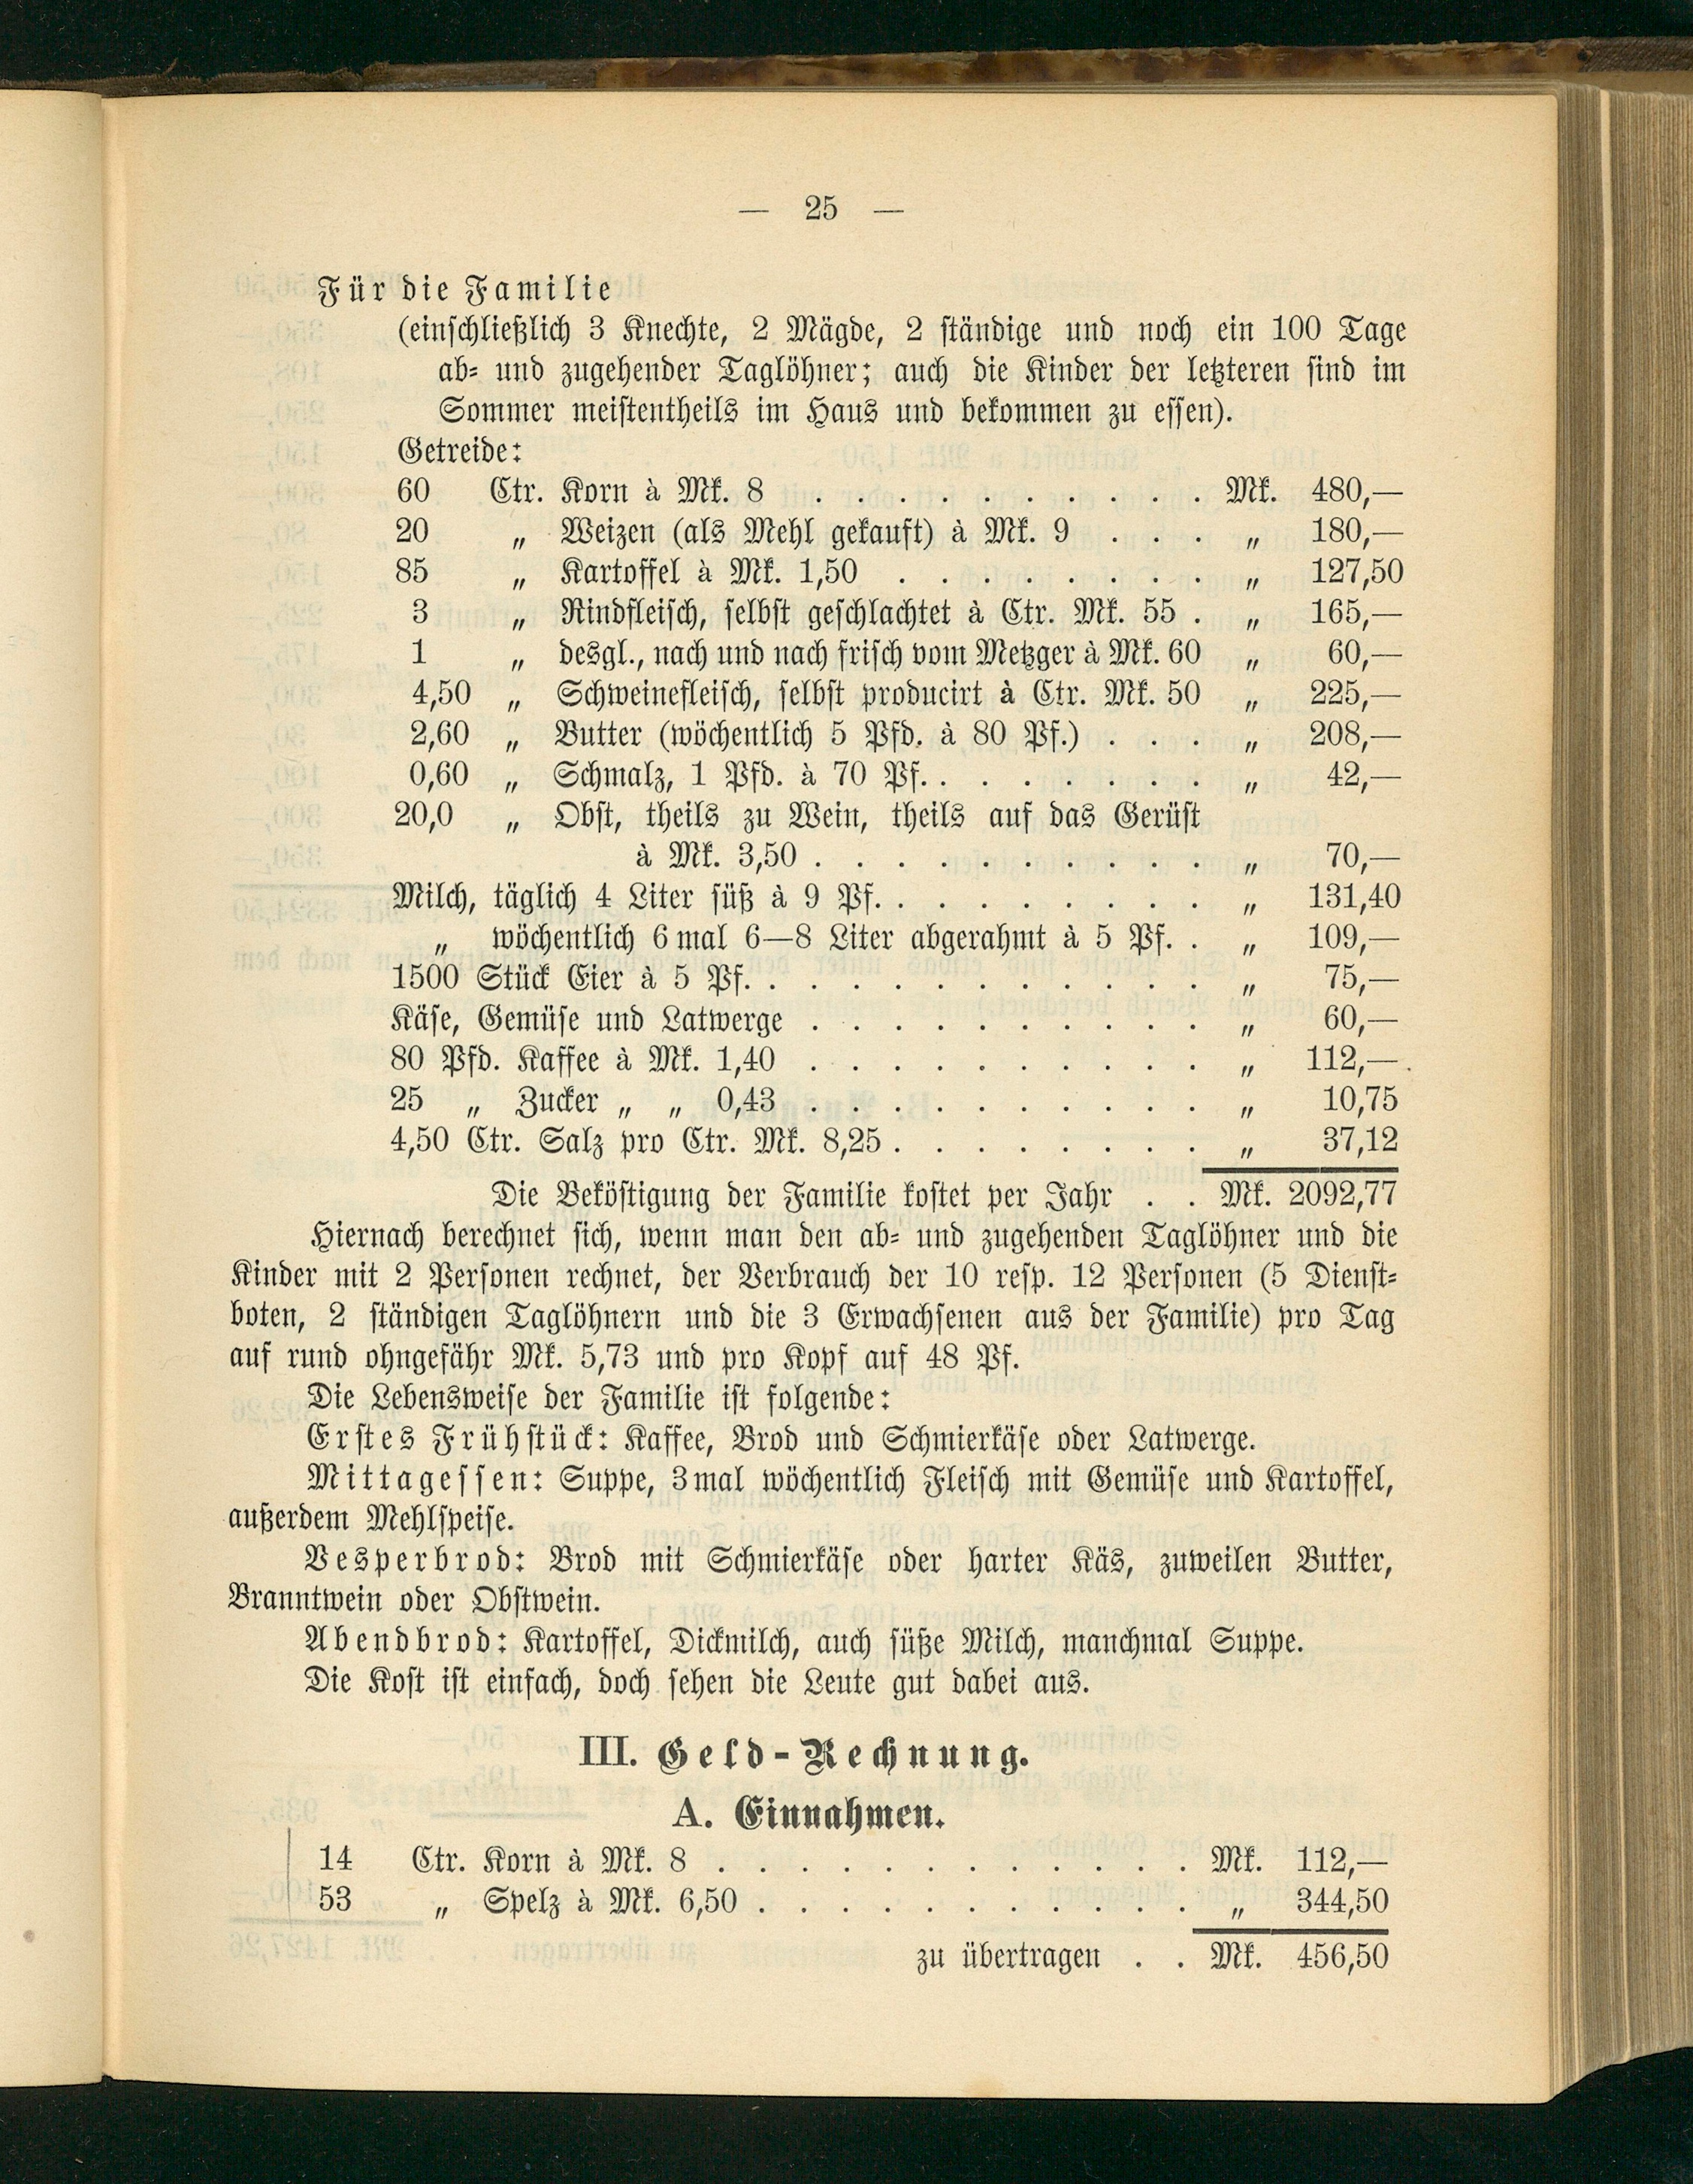 — 25 —
Für die Familie
(einschließlich 3 Knechte, 2 Mägde, 2 ständige und noch ein 100 Tage
ab- und zugehender Taglöhner; auch die Kinder der letzteren sind im
Sommer meistentheils im Haus und bekommen zu essen).
Getreide:
60 Ctr. Korn à Mk. 8 . . . . . . . . . . Mk. 480,—
20 „ Weizen (als Mehl gekauft) à Mk. 9 . . . „ 180,—
85 „ Kartoffel à Mk. 1,50 . . . . . . . . „ 127,50
3 „ Rindfleisch, selbst geschlachtet à Ctr. Mk. 55 . „ 165,—
1 „ desgl., nach und nach frisch vom Metzger à Mk. 60 „ 60,—
4,50 „ Schweinefleisch, selbst producirt à Ctr. Mk. 50 „ 225,—
2,60 „ Butter (wöchentlich 5 Pfd. à 80 Pf.) . . . „ 208,—
0,60 „ Schmalz, 1 Pfd. à 70 Pf. . . . . . . . „ 42,—
20,0 „ Obst, theils zu Wein, theils auf das Gerüst
à Mk. 3,50 . . . . . . . . . . „ 70,—
Milch, täglich 4 Liter süß à 9 Pf. . . . . . . . . „ 131,40
„ wöchentlich 6 mal 6—8 Liter abgerahmt à 5 Pf. . „ 109,—
1500 Stück Eier à 5 Pf. . . . . . . . . . . . „ 75,—
Käse, Gemüse und Latwerge . . . . . . . . . . „ 60,—
80 Pfd. Kaffee à Mk. 1,40 . . . . . . . . . . „ 112,—
25 „ Zucker „ „ 0,43 . . . . . . . . . . „ 10,75
4,50 Ctr. Salz pro Ctr. Mk. 8,25 . . . . . . . . „ 37,12
Die Beköstigung der Familie kostet per Jahr . . Mk. 2092,77
Hiernach berechnet sich, wenn man den ab- und zugehenden Taglöhner und die
Kinder mit 2 Personen rechnet, der Verbrauch der 10 resp. 12 Personen (5 Dienst-
boten, 2 ständigen Taglöhnern und die 3 Erwachsenen aus der Familie) pro Tag
auf rund ohngefähr Mk. 5,73 und pro Kopf auf 48 Pf.
Die Lebensweise der Familie ist folgende:
Erstes Frühstück: Kaffee, Brod und Schmierkäse oder Latwerge.
Mittagessen: Suppe, 3 mal wöchentlich Fleisch mit Gemüse und Kartoffel,
außerdem Mehlspeise.
Vesperbrod: Brod mit Schmierkäse oder harter Käs, zuweilen Butter,
Branntwein oder Obstwein.
Abendbrod: Kartoffel, Dickmilch, auch süße Milch, manchmal Suppe.
Die Kost ist einfach, doch sehen die Leute gut dabei aus.
III. Geld-Rechnung.
A. Einnahmen.
14 Ctr. Korn à Mk. 8 . . . . . . . . . . . . Mk. 112,—
53 „ Spelz à Mk. 6,50 . . . . . . . . . . . „ 344,50
zu übertragen . . Mk. 456,50